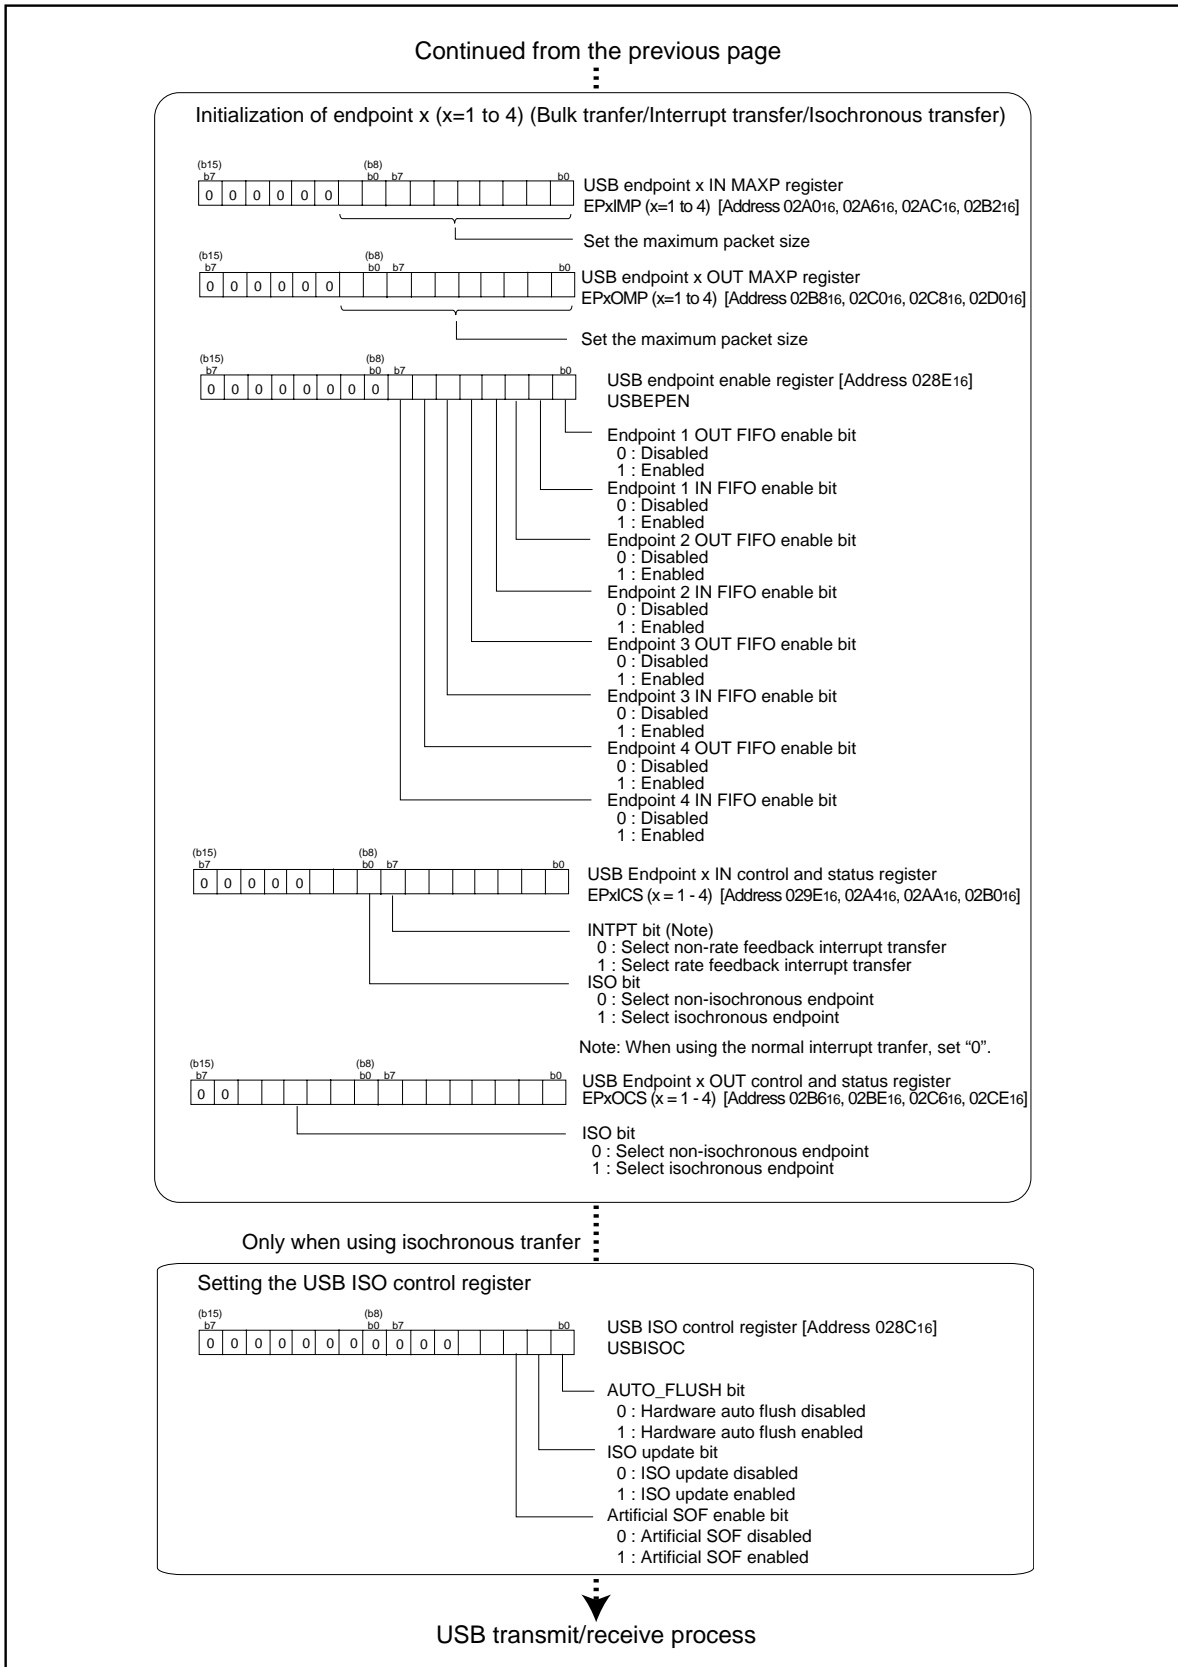 Continued from the previous page
Initialization of endpoint x (x=1 to 4) (Bulk tranfer/Interrupt transfer/Isochronous transfer)
(b15) (b8)
b7 b0 b7 b0
0 0 0 0 0 0
USB endpoint x IN MAXP register
EPxIMP (x=1 to 4) [Address 02A016, 02A616, 02AC16, 02B216]
Set the maximum packet size
(b15) (b8)
b7 b0 b7 b0
0 0 0 0 0 0
USB endpoint x OUT MAXP register
EPxOMP (x=1 to 4) [Address 02B816, 02C016, 02C816, 02D016]
Set the maximum packet size
(b15) (b8)
b7 b0 b7 b0
0 0 0 0 0 0 0 0
USB endpoint enable register [Address 028E16]
USBEPEN
Endpoint 1 OUT FIFO enable bit
0 : Disabled
1 : Enabled
Endpoint 1 IN FIFO enable bit
0 : Disabled
1 : Enabled
Endpoint 2 OUT FIFO enable bit
0 : Disabled
1 : Enabled
Endpoint 2 IN FIFO enable bit
0 : Disabled
1 : Enabled
Endpoint 3 OUT FIFO enable bit
0 : Disabled
1 : Enabled
Endpoint 3 IN FIFO enable bit
0 : Disabled
1 : Enabled
Endpoint 4 OUT FIFO enable bit
0 : Disabled
1 : Enabled
Endpoint 4 IN FIFO enable bit
0 : Disabled
1 : Enabled
(b15) (b8)
b7 b0 b7 b0
0 0 0 0 0
USB Endpoint x IN control and status register
EPxICS (x = 1 - 4) [Address 029E16, 02A416, 02AA16, 02B016]
INTPT bit (Note)
0 : Select non-rate feedback interrupt transfer
1 : Select rate feedback interrupt transfer
ISO bit
0 : Select non-isochronous endpoint
1 : Select isochronous endpoint
Note: When using the normal interrupt tranfer, set “0”.
(b15) (b8)
b7 b0 b7 b0
0 0
USB Endpoint x OUT control and status register
EPxOCS (x = 1 - 4) [Address 02B616, 02BE16, 02C616, 02CE16]
ISO bit
0 : Select non-isochronous endpoint
1 : Select isochronous endpoint
Only when using isochronous tranfer
Setting the USB ISO control register
(b15) (b8)
b7 b0 b7 b0
0 0 0 0 0 0 0 0 0 0 0
USB ISO control register [Address 028C16]
USBISOC
AUTO_FLUSH bit
0 : Hardware auto flush disabled
1 : Hardware auto flush enabled
ISO update bit
0 : ISO update disabled
1 : ISO update enabled
Artificial SOF enable bit
0 : Artificial SOF disabled
1 : Artificial SOF enabled
USB transmit/receive process